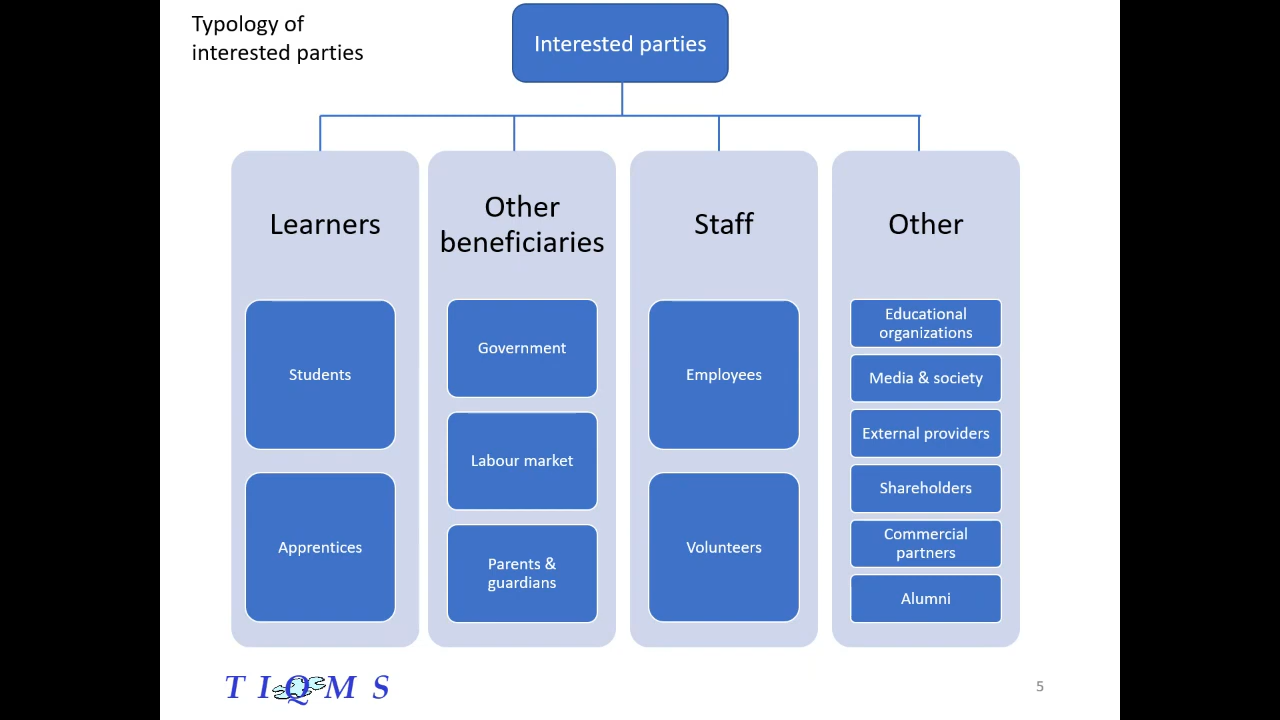 Typology of
interested parties
Interested parties
Learners
Students
Apprentices
Other
beneficiaries
Government
Labour market
Parents &
guardians
Staff
Employees
Volunteers
Other
Educational
organizations
Media & society
External providers
Shareholders
Commercial
partners
Alumni
T I Q M S
5